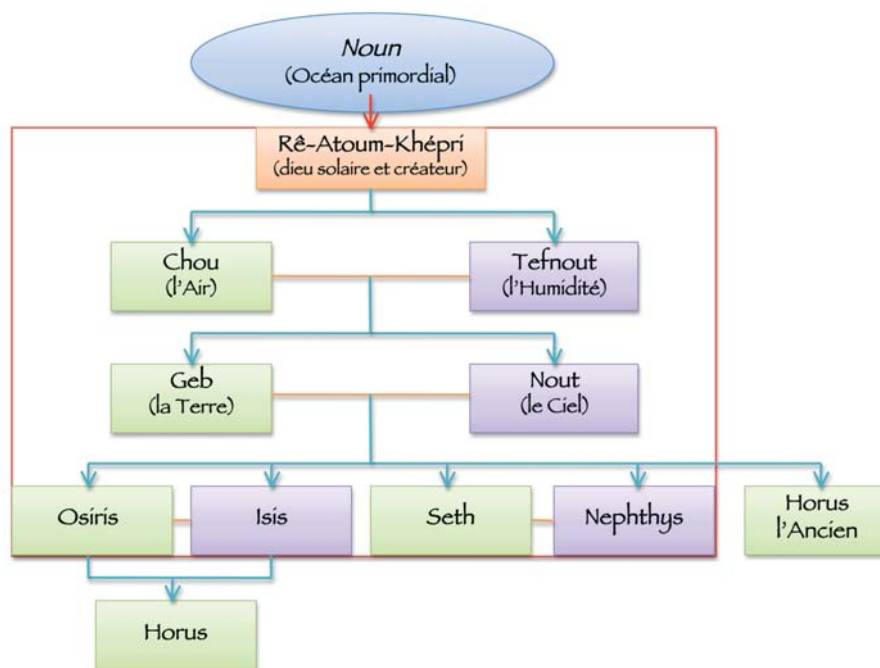 Noun
(Océan primordial)
Rê-Atoum-Khépri
(dieu solaire et créateur)
Chou
(l'Air)
Tefnout
(l'Humidité)
Geb
(la Terre)
Nout
(le Ciel)
Osiris
Isis
Seth
Nephthys
Horus
l'Ancien
Horus